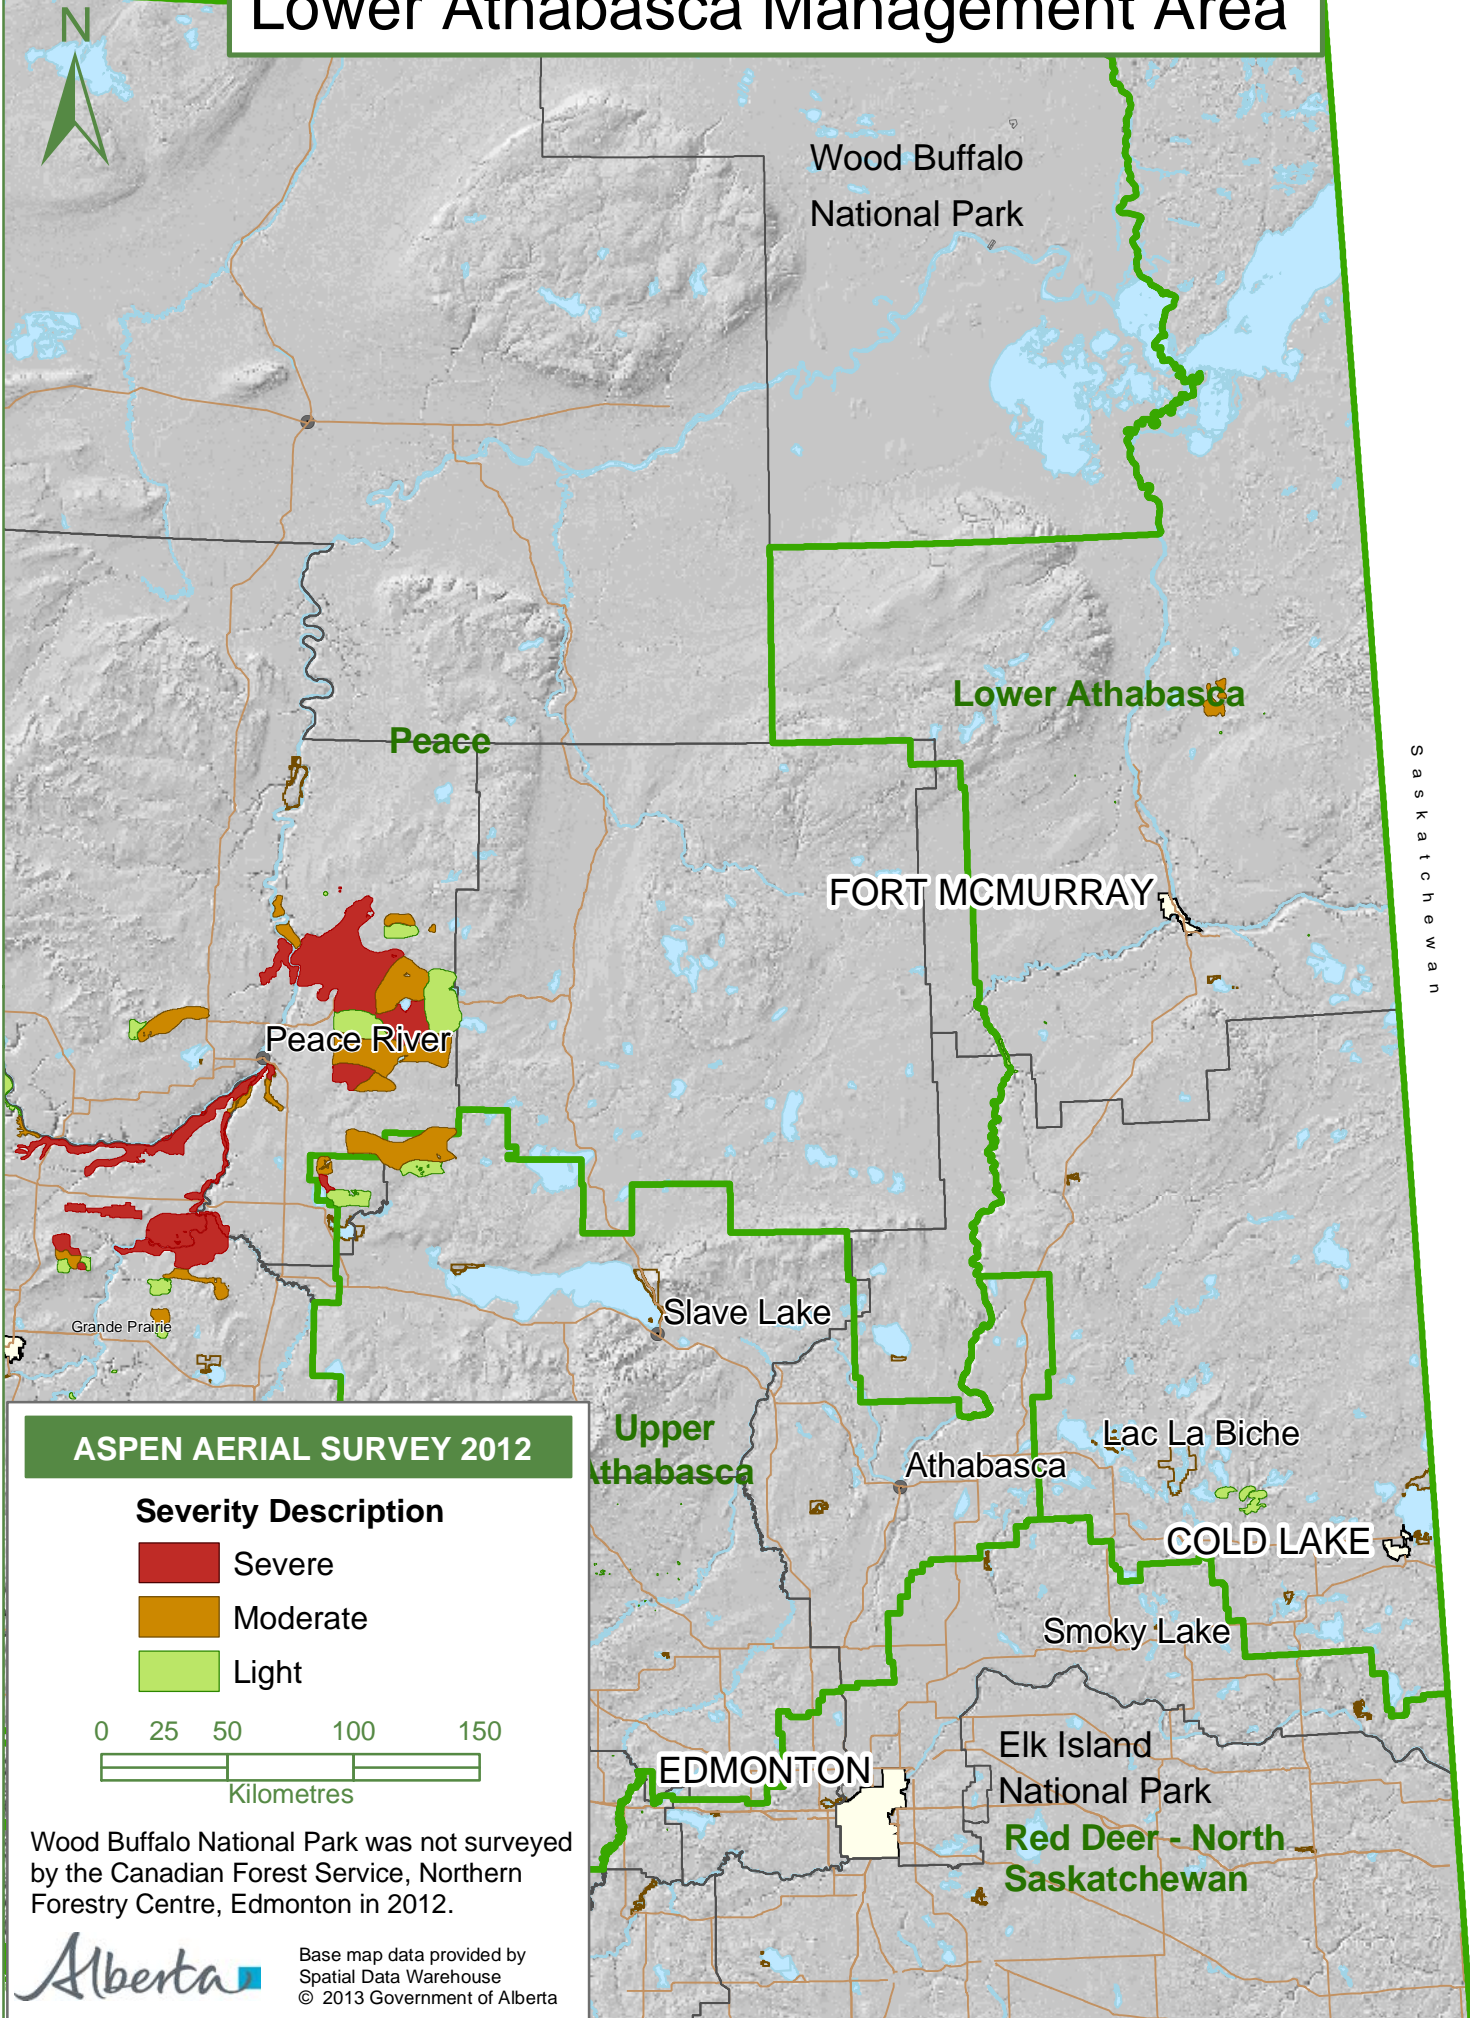 Lower Athabasca Management Area
N
Wood Buffalo
National Park
Lower Athabasca
Peace
Saskatchewan
FORT MCMURRAY
Peace River
Slave Lake
Grande Prairie
Upper
Athabasca
Athabasca
Lac La Biche
COLD LAKE
Smoky Lake
EDMONTON
Elk Island
National Park
Red Deer - North
Saskatchewan
ASPEN AERIAL SURVEY 2012
Severity Description
Severe
Moderate
Light
0 25 50 100 150
Kilometres
Wood Buffalo National Park was not surveyed
by the Canadian Forest Service, Northern
Forestry Centre, Edmonton in 2012.
Alberta
Base map data provided by
Spatial Data Warehouse
© 2013 Government of Alberta